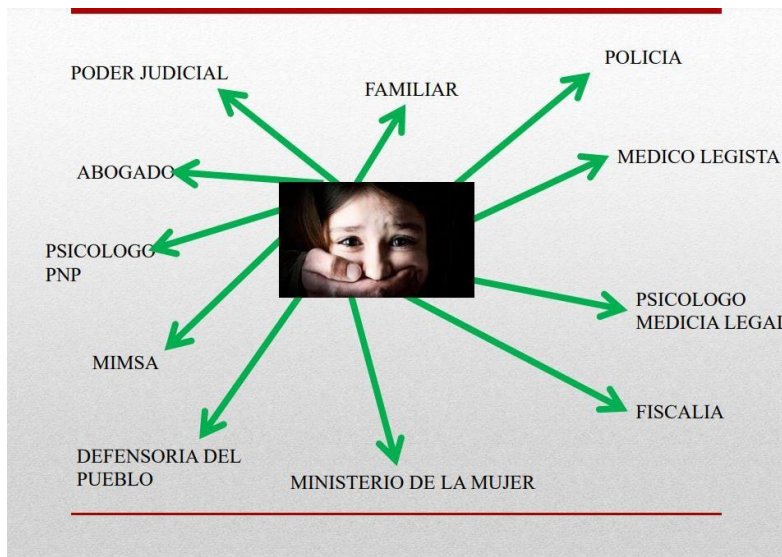 POLICIA
PODER JUDICIAL
FAMILIAR
MEDICO LEGISTA
ABOGADO
PSICOLOGO
PNP
PSICOLOGO
MEDICIA LEGAL
MIMSA
FISCALIA
DEFENSORIA DEL
PUEBLO
MINISTERIO DE LA MUJER